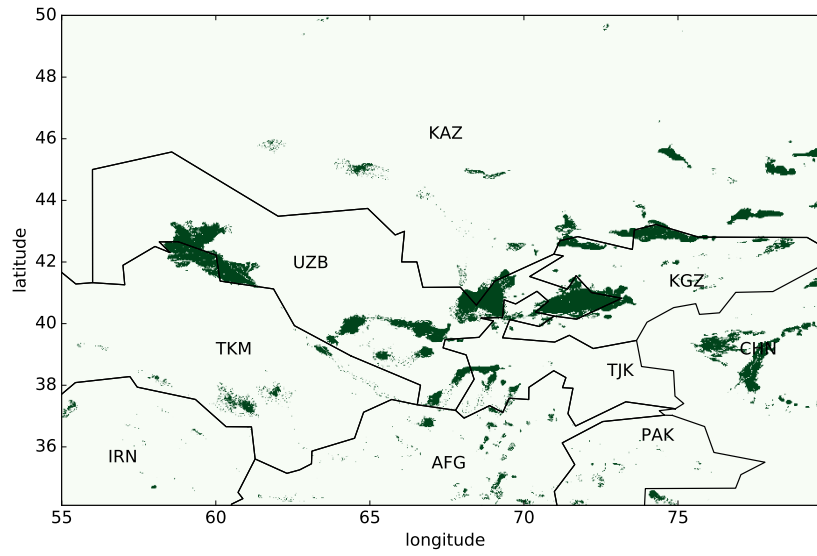 50
48
46
44
42
40
38
36
latitude
KAZ
UZB
KGZ
TKM
CHN
TJK
PAK
IRN
AFG
55 60 65 70 75
longitude